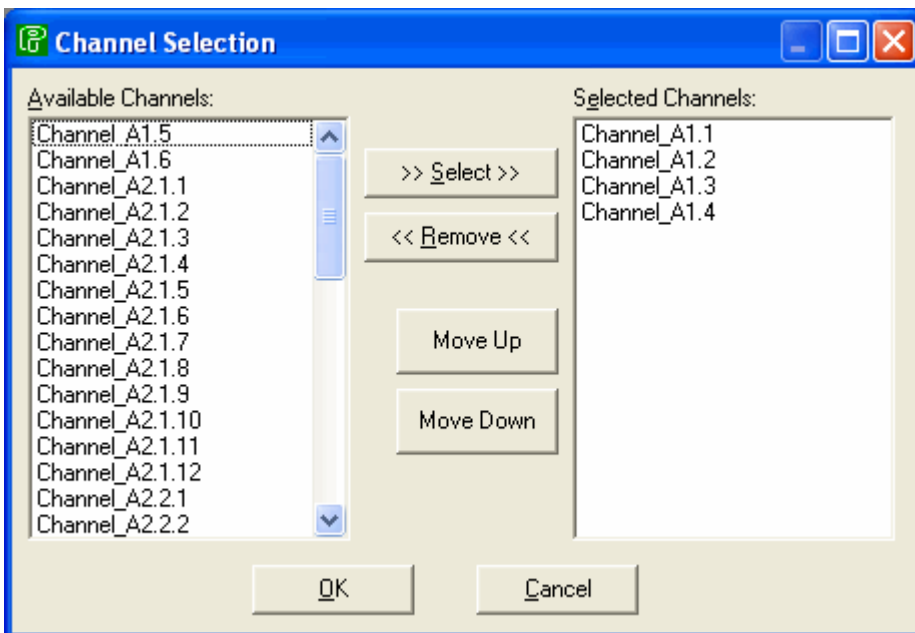 Channel Selection
Available Channels:
Channel_A1.5
Channel_A1.6
Channel_A2.1.1
Channel_A2.1.2
Channel_A2.1.3
Channel_A2.1.4
Channel_A2.1.5
Channel_A2.1.6
Channel_A2.1.7
Channel_A2.1.8
Channel_A2.1.9
Channel_A2.1.10
Channel_A2.1.11
Channel_A2.1.12
Channel_A2.2.1
Channel_A2.2.2
>> Select >>
<< Remove <<
Move Up
Move Down
Selected Channels:
Channel_A1.1
Channel_A1.2
Channel_A1.3
Channel_A1.4
OK
Cancel